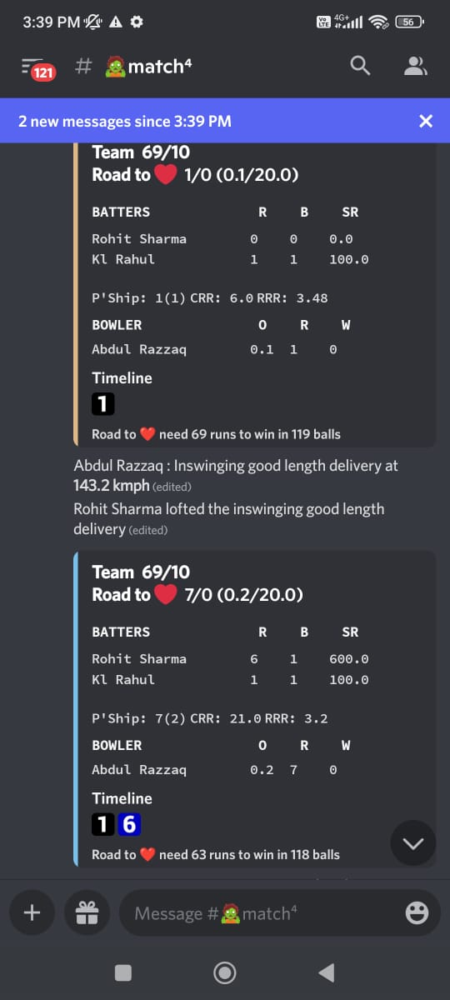 3:39 PM
Vo LTE 4G+ 56
121 # match⁴
2 new messages since 3:39 PM
Team 69/10
Road to ❤️ 1/0 (0.1/20.0)
BATTERS R B SR
Rohit Sharma 0 0 0.0
Kl Rahul 1 1 100.0
P'Ship: 1(1) CRR: 6.0 RRR: 3.48
BOWLER O R W
Abdul Razzaq 0.1 1 0
Timeline
1
Road to ❤️ need 69 runs to win in 119 balls
Abdul Razzaq : Inswinging good length delivery at
143.2 kmph (edited)
Rohit Sharma lofted the inswinging good length
delivery (edited)
Team 69/10
Road to ❤️ 7/0 (0.2/20.0)
BATTERS R B SR
Rohit Sharma 6 1 600.0
Kl Rahul 1 1 100.0
P'Ship: 7(2) CRR: 21.0 RRR: 3.2
BOWLER O R W
Abdul Razzaq 0.2 7 0
Timeline
1 6
Road to ❤️ need 63 runs to win in 118 balls
Message #🧟match⁴